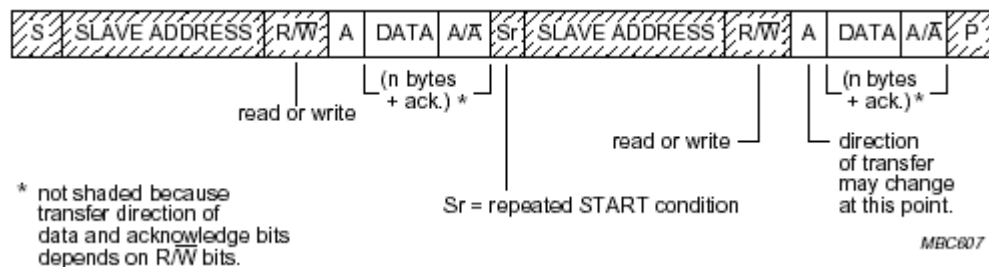 S SLAVE ADDRESS R/W̅ A DATA A/A̅ Sr SLAVE ADDRESS R/W̅ A DATA A/A̅ P
(n bytes
+ ack.) *
(n bytes
+ ack.) *
read or write
read or write
direction
of transfer
may change
at this point.
* not shaded because
transfer direction of
data and acknowledge bits
depends on R/W̅ bits.
Sr = repeated START condition
MBC607